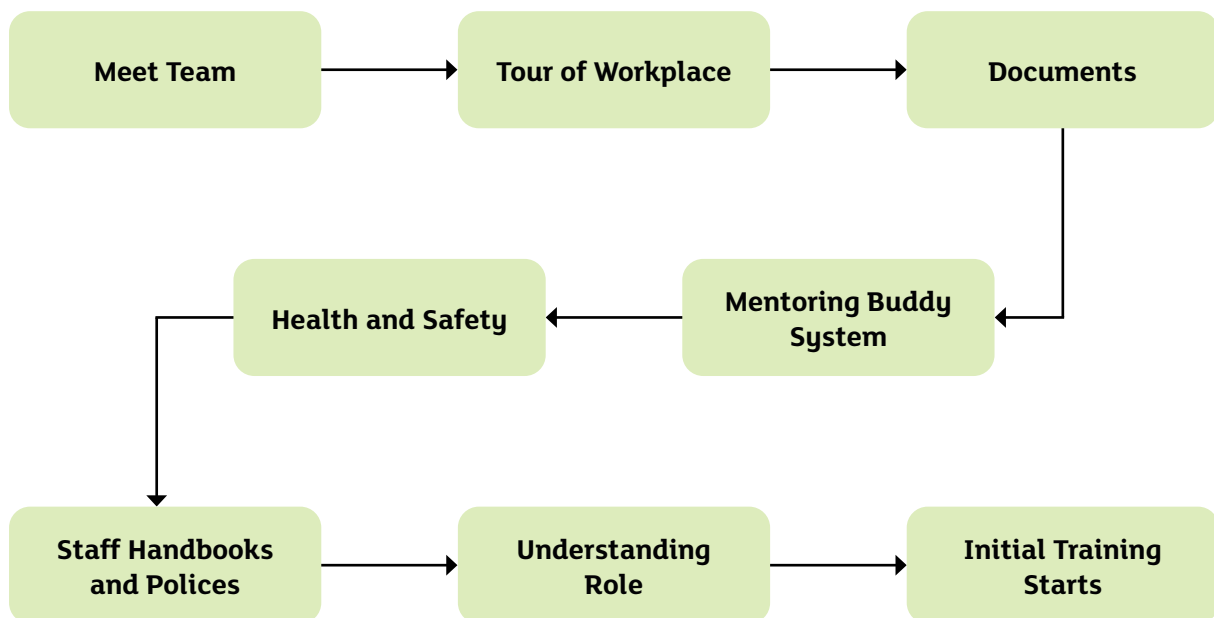 Meet Team
Tour of Workplace
Documents
Mentoring Buddy
System
Health and Safety
Staff Handbooks
and Polices
Understanding
Role
Initial Training
Starts